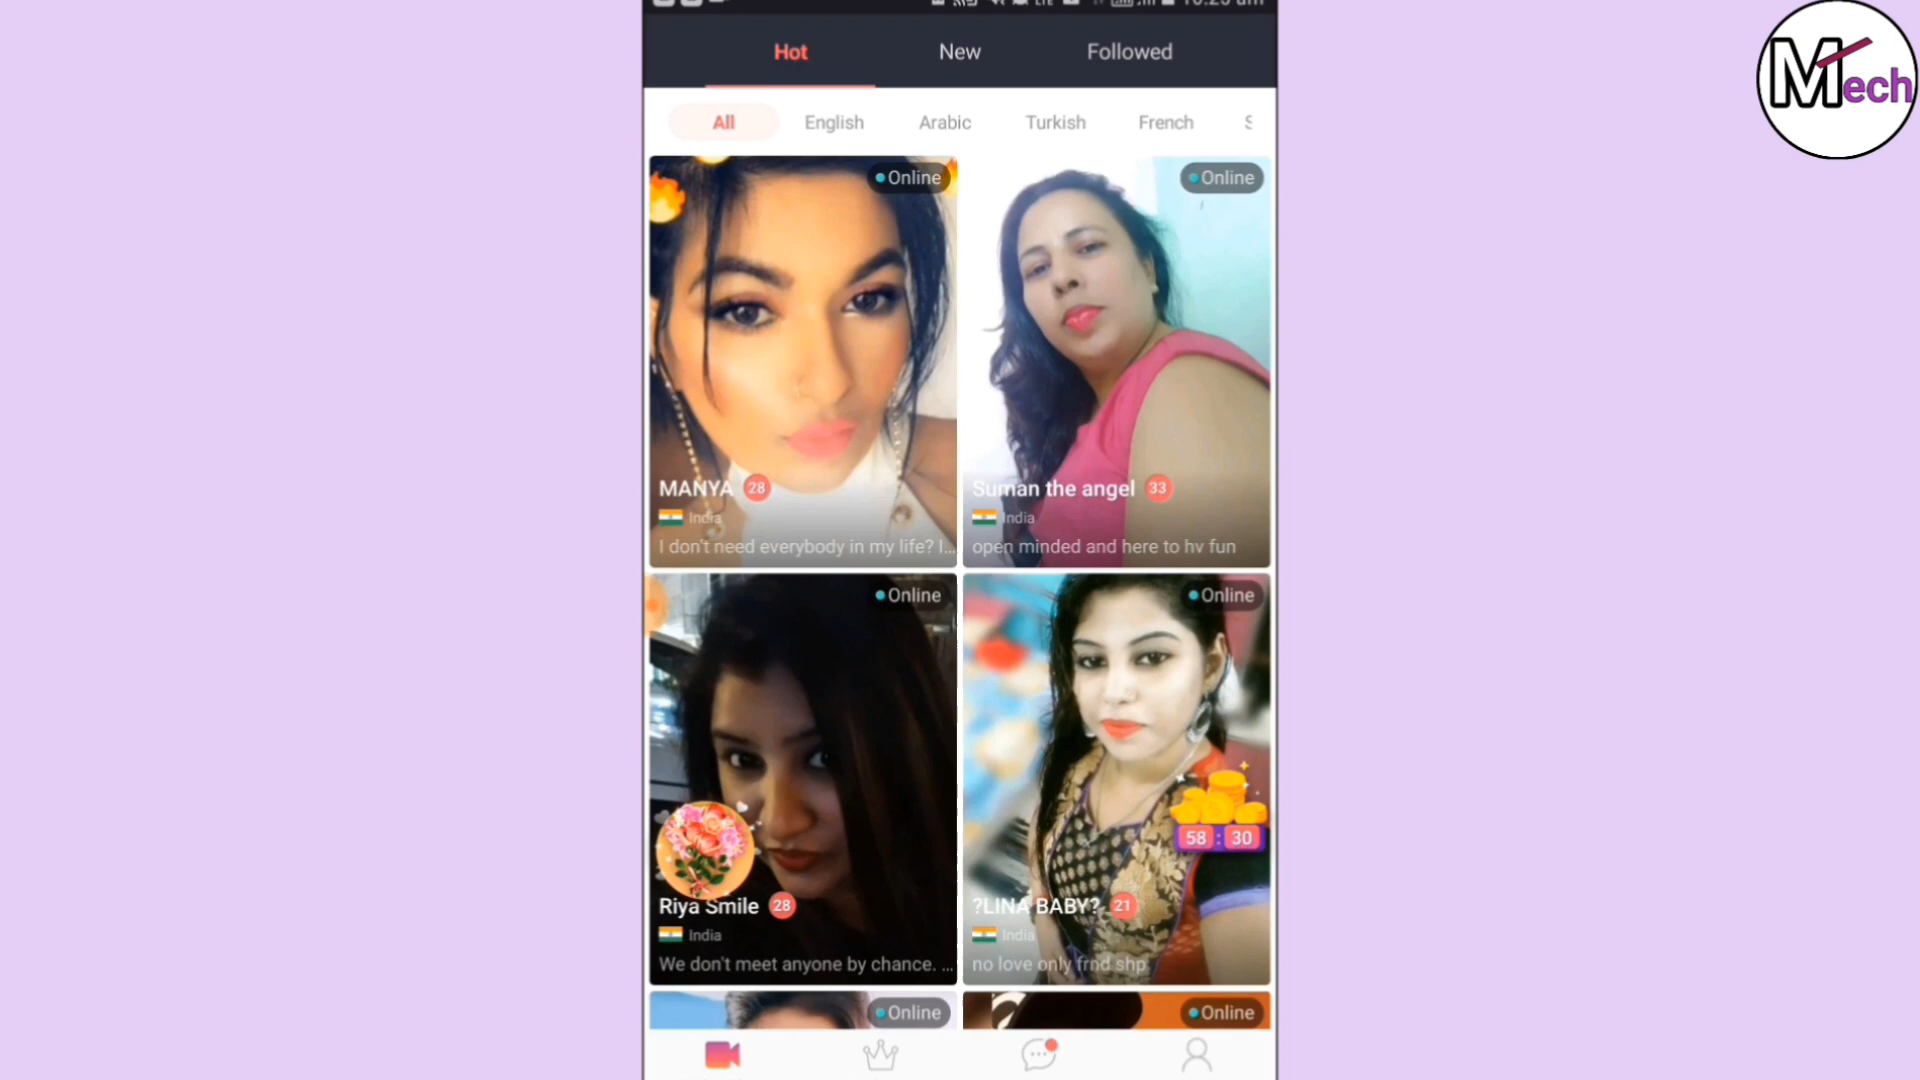 Hot New Followed
All English Arabic Turkish French S
Mech
Online
Online
MANYA 28
India
I don't need everybody in my life? I...
Suman the angel 33
India
open minded and here to hv fun
Online
Online
58 : 30
Riya Smile 28
India
We don't meet anyone by chance. ...
?LINA BABY? 21
India
no love only frnd shp
Online
Online